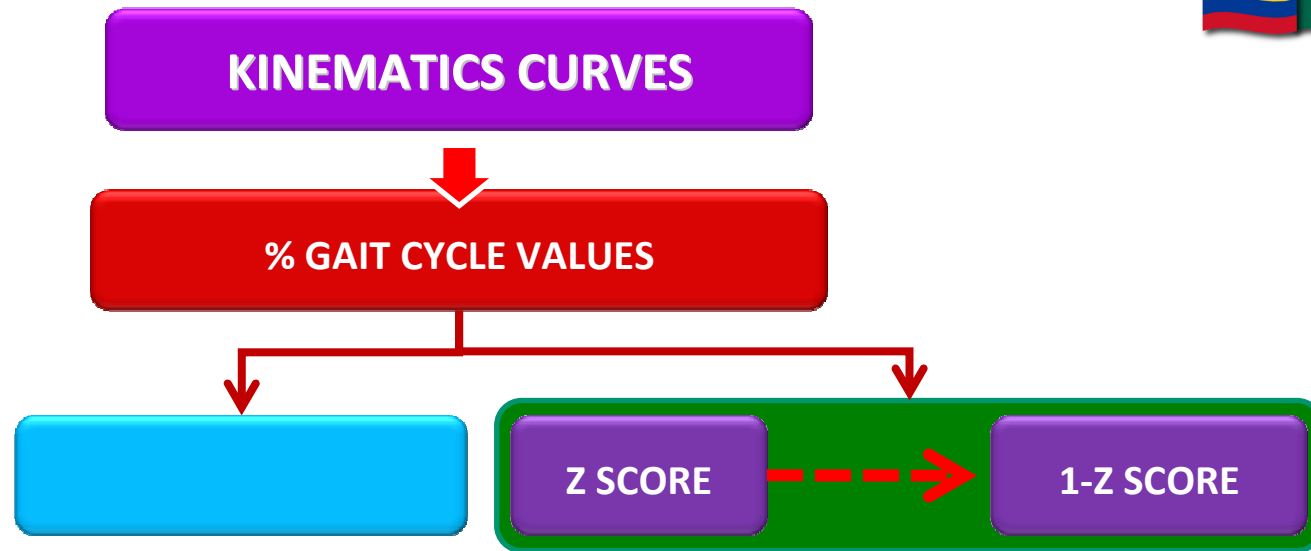 KINEMATICS CURVES
% GAIT CYCLE VALUES
Z SCORE
1-Z SCORE